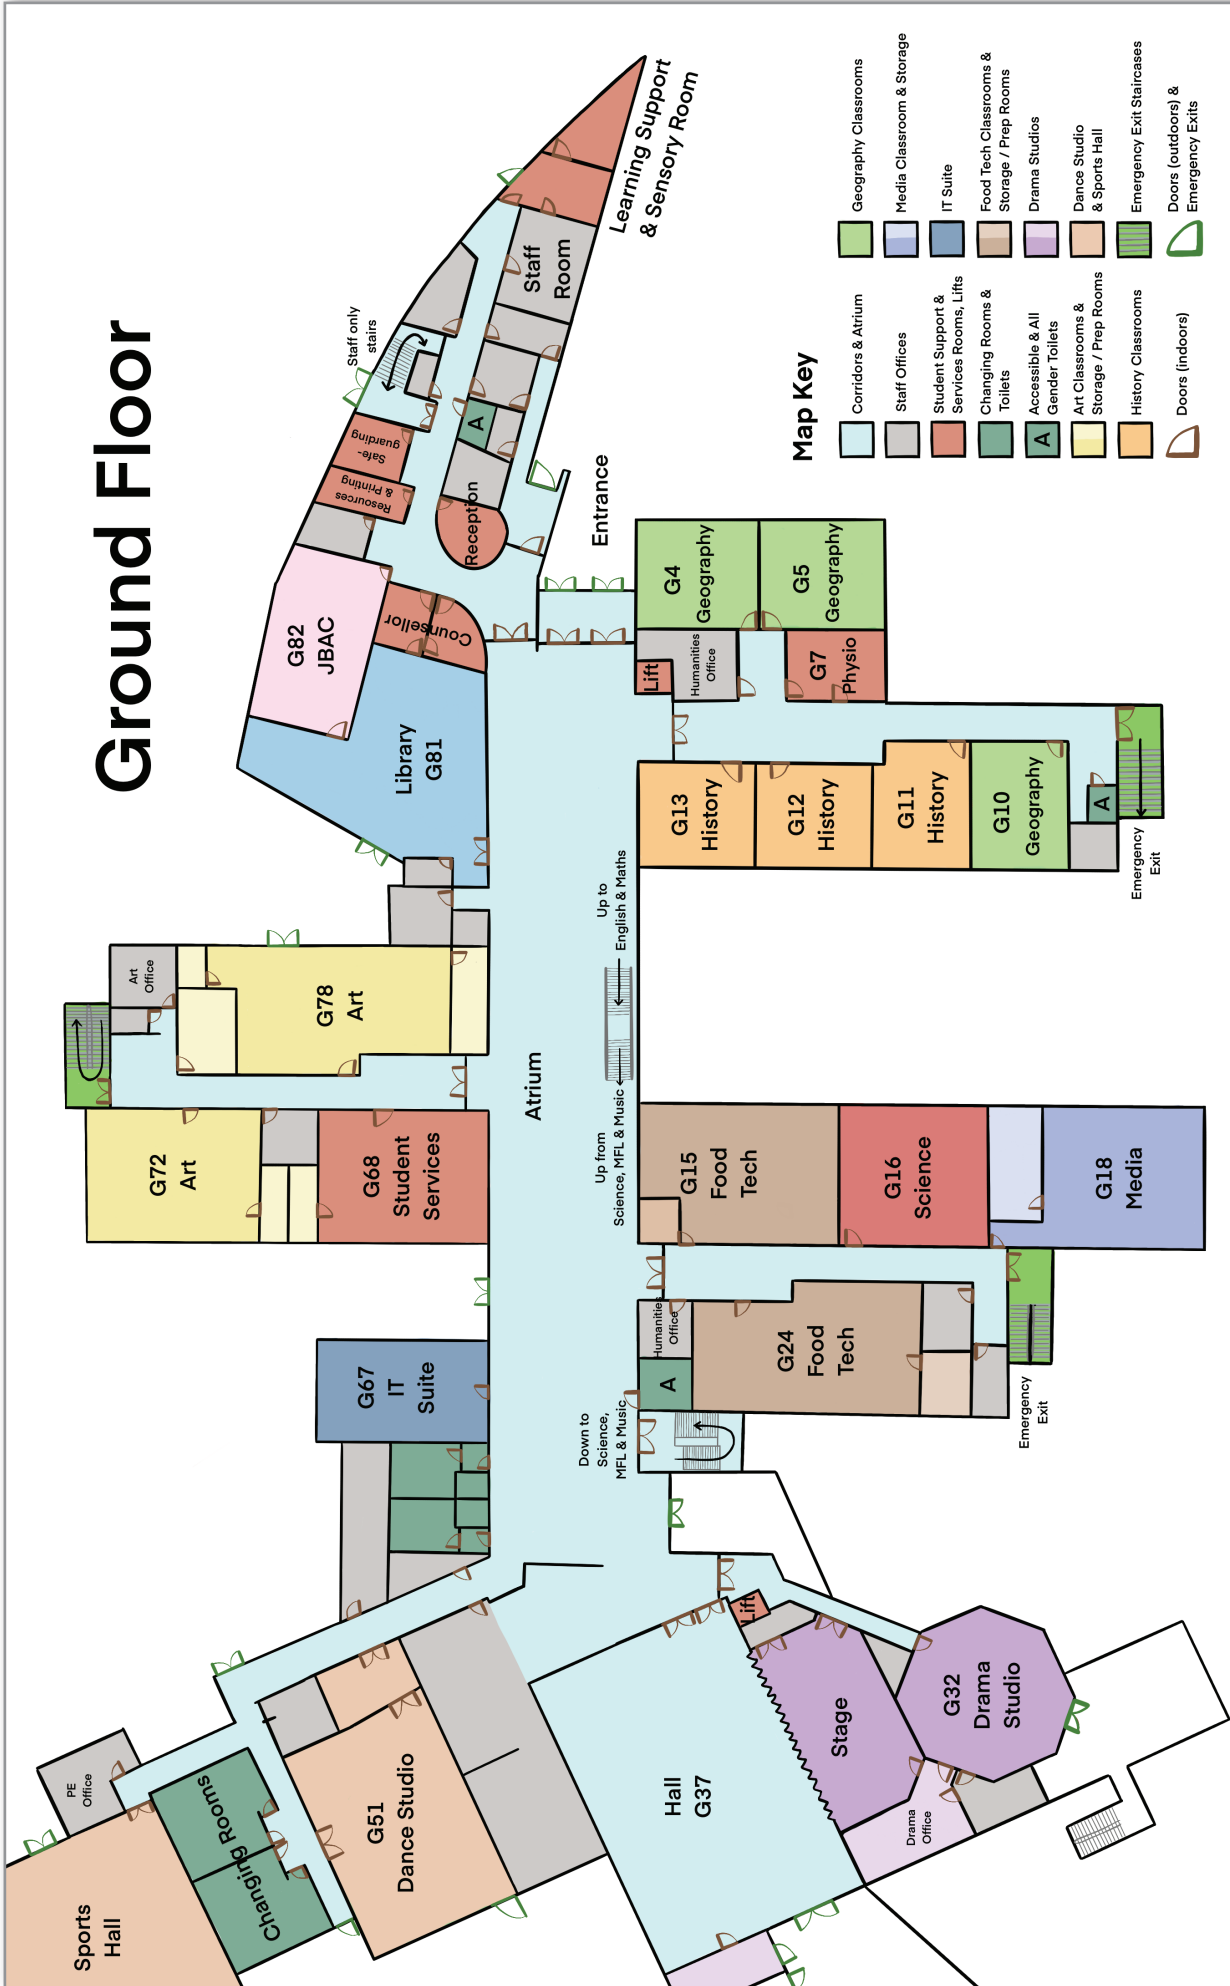 Ground Floor
Learning Support
& Sensory Room
Staff only
stairs
Staff
Room
A
Safe-
guarding
Resources
& Printing
Reception
Entrance
G82
JBAC
Counsellor
Library
G81
G4
Geography
G5
Geography
Lift
Humanities
Office
G7
Physio
G13
History
G12
History
G11
History
G10
Geography
A
Emergency
Exit
Up to
English & Maths
Up from
Science, MFL & Music
Atrium
Art
Office
G78
Art
G72
Art
G68
Student
Services
G15
Food
Tech
G16
Science
G18
Media
Humanities
Office
A
G24
Food
Tech
Emergency
Exit
Down to
Science,
MFL & Music
G67
IT
Suite
Lift
Stage
G32
Drama
Studio
Drama
Office
Hall
G37
G51
Dance Studio
PE
Office
Changing Rooms
Sports
Hall
Map Key
Corridors & Atrium
Staff Offices
Student Support &
Services Rooms, Lifts
Changing Rooms &
Toilets
A
Accessible & All
Gender Toilets
Art Classrooms &
Storage / Prep Rooms
History Classrooms
Doors (indoors)
Geography Classrooms
Media Classroom & Storage
IT Suite
Food Tech Classrooms &
Storage / Prep Rooms
Drama Studios
Dance Studio
& Sports Hall
Emergency Exit Staircases
Doors (outdoors) &
Emergency Exits